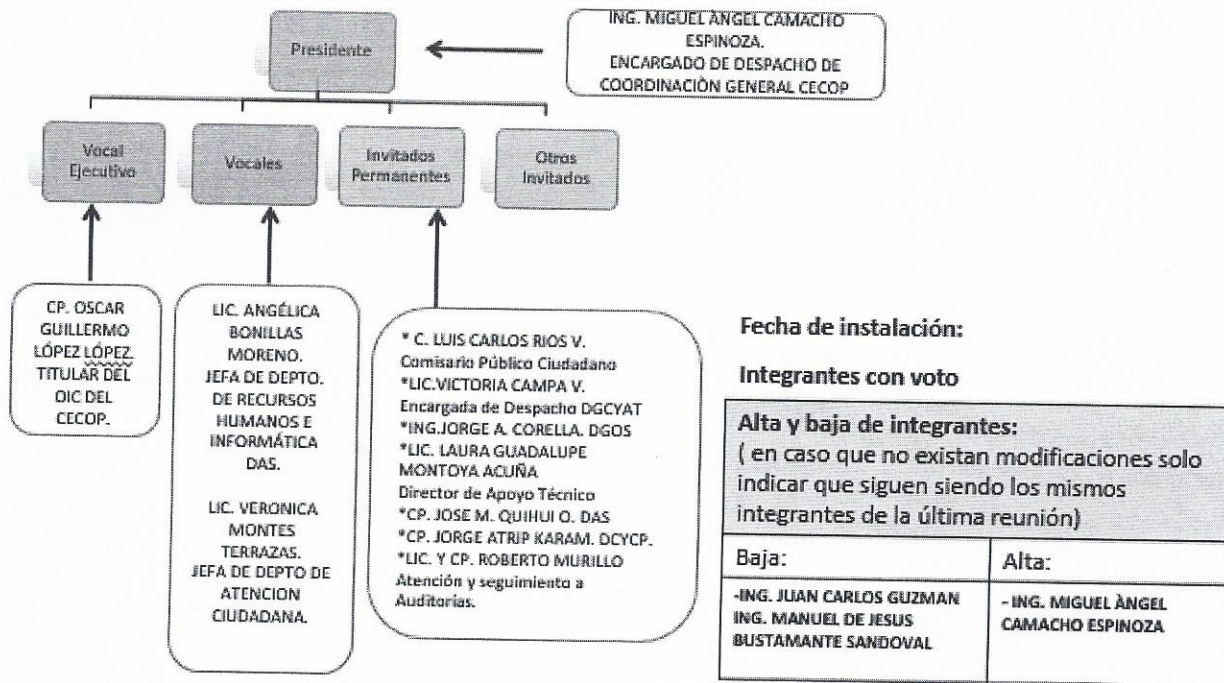 Presidente
ING. MIGUEL ÀNGEL CAMACHO
ESPINOZA.
ENCARGADO DE DESPACHO DE
COORDINACIÒN GENERAL CECOP
Vocal
Ejecutivo
Vocales
Invitados
Permanentes
Otros
Invitados
CP. OSCAR
GUILLERMO
LÓPEZ LÓPEZ.
TITULAR DEL
OIC DEL
CECOP.
LIC. ANGÉLICA
BONILLAS
MORENO.
JEFA DE DEPTO.
DE RECURSOS
HUMANOS E
INFORMÁTICA
DAS.
LIC. VERONICA
MONTES
TERRAZAS.
JEFA DE DEPTO DE
ATENCION
CIUDADANA.
* C. LUIS CARLOS RIOS V.
Comisario Público Ciudadano
*LIC.VICTORIA CAMPA V.
Encargada de Despacho DGCYAT
*ING.JORGE A. CORELLA. DGOS
*LIC. LAURA GUADALUPE
MONTOYA ACUÑA
Director de Apoyo Técnico
*CP. JOSE M. QUIHUI O. DAS
*CP. JORGE ATRIP KARAM. DCYCP.
*LIC. Y CP. ROBERTO MURILLO
Atención y seguimiento a
Auditorías.
Fecha de instalación:
Integrantes con voto
Alta y baja de integrantes:
( en caso que no existan modificaciones solo
indicar que siguen siendo los mismos
integrantes de la última reunión)
Baja:
-ING. JUAN CARLOS GUZMAN
ING. MANUEL DE JESUS
BUSTAMANTE SANDOVAL
Alta:
- ING. MIGUEL ÀNGEL
CAMACHO ESPINOZA